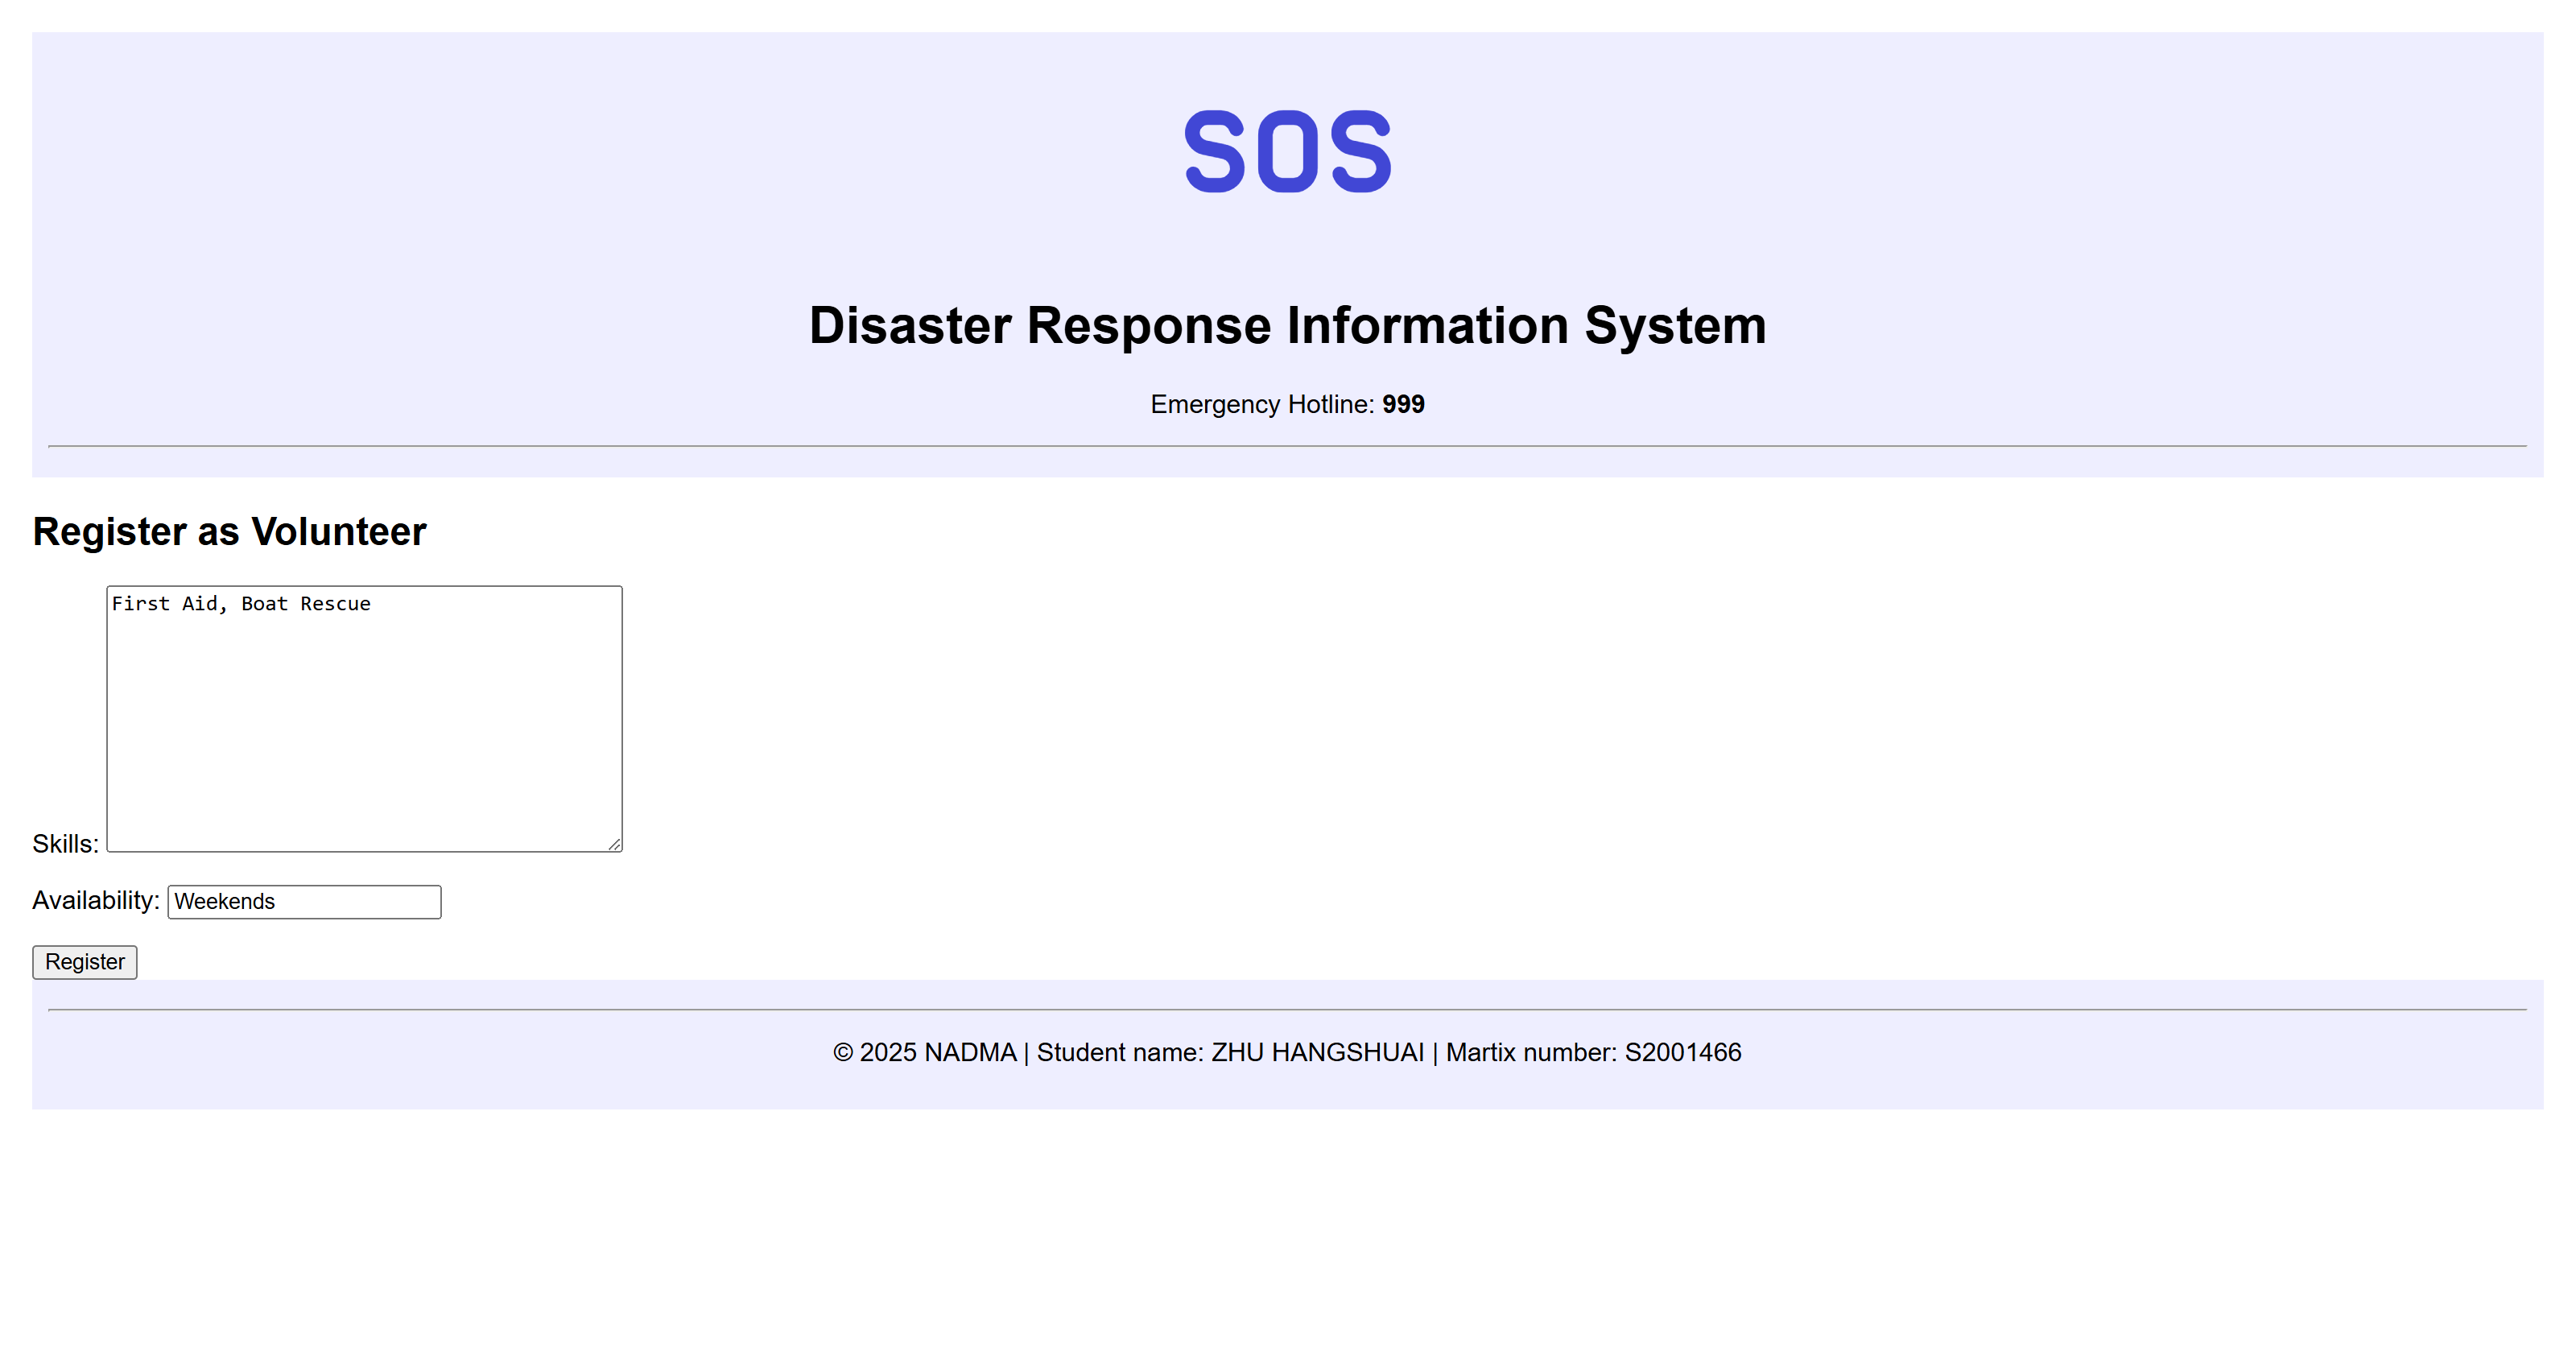 SOS
Disaster Response Information System
Emergency Hotline: 999
Register as Volunteer
First Aid, Boat Rescue
Skills:
Availability: Weekends
Register
© 2025 NADMA | Student name: ZHU HANGSHUAI | Martix number: S2001466